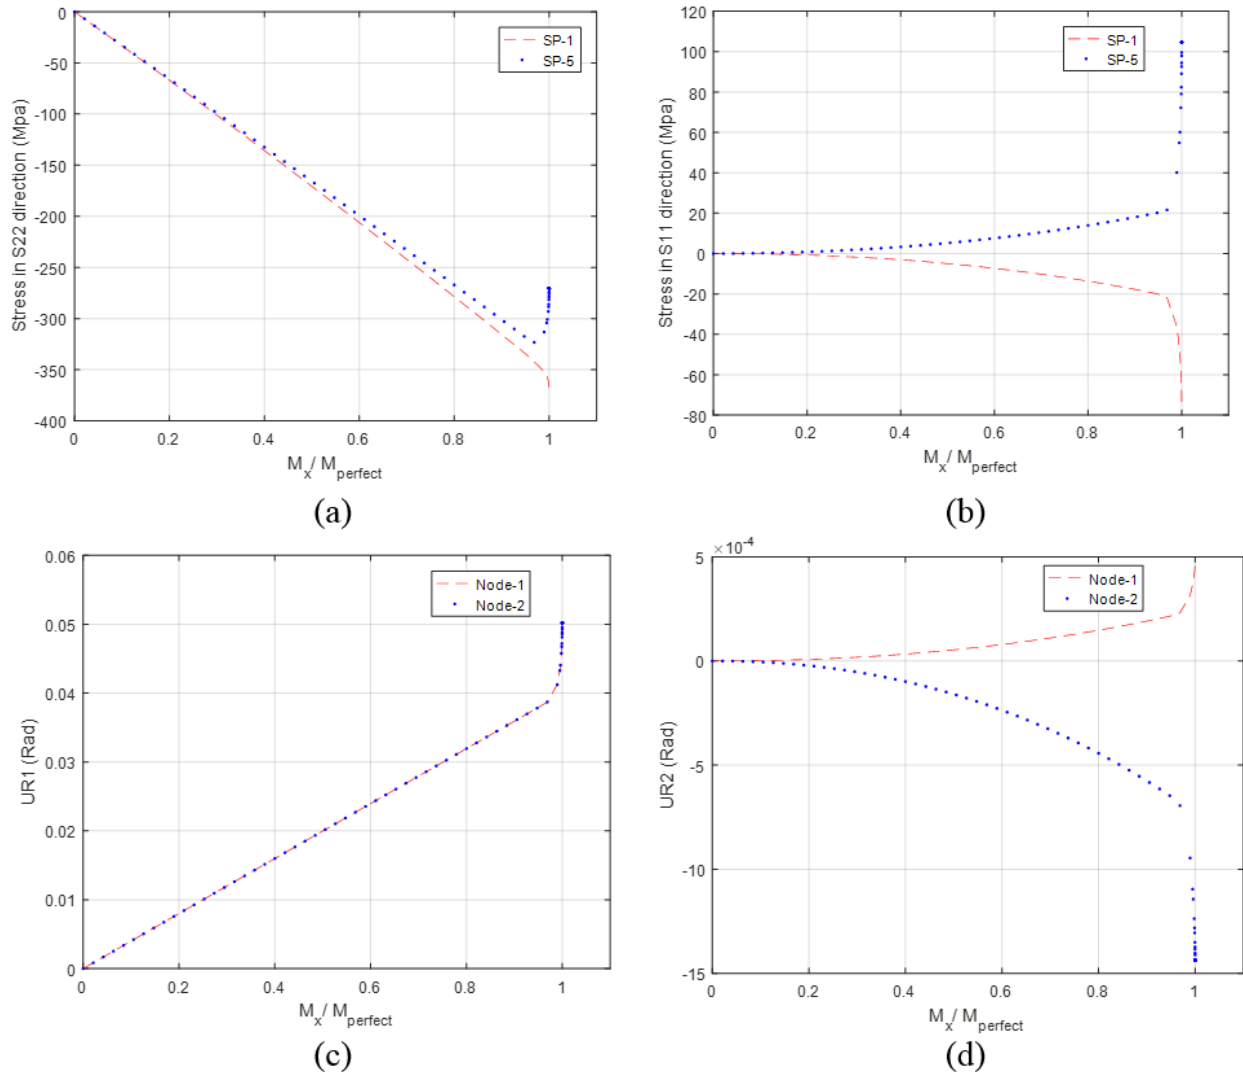 0
-50
-100
-150
-200
-250
-300
-350
-400
Stress in S22 direction (Mpa)
SP-1
SP-5
0 0.2 0.4 0.6 0.8 1
Mx/ Mperfect
(a)
120
100
80
60
40
20
0
-20
-40
-60
-80
Stress in S11 direction (Mpa)
SP-1
SP-5
0 0.2 0.4 0.6 0.8 1
Mx/ Mperfect
(b)
0.06
0.05
0.04
0.03
0.02
0.01
0
UR1 (Rad)
Node-1
Node-2
0 0.2 0.4 0.6 0.8 1
Mx/ Mperfect
(c)
×10-4
5
0
-5
-10
-15
UR2 (Rad)
Node-1
Node-2
0 0.2 0.4 0.6 0.8 1
Mx/ Mperfect
(d)